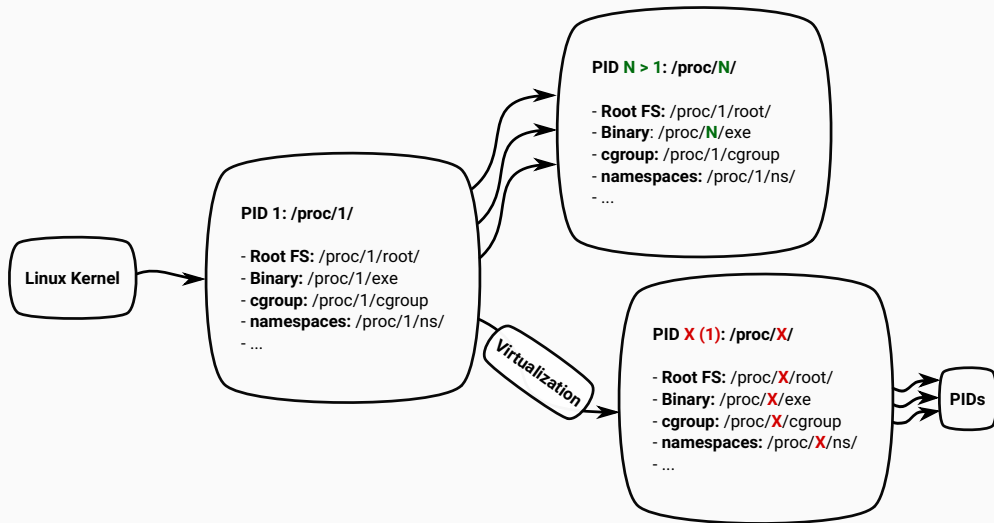 Linux Kernel
PID 1: /proc/1/
- Root FS: /proc/1/root/
- Binary: /proc/1/exe
- cgroup: /proc/1/cgroup
- namespaces: /proc/1/ns/
- ...
PID N > 1: /proc/N/
- Root FS: /proc/1/root/
- Binary: /proc/N/exe
- cgroup: /proc/1/cgroup
- namespaces: /proc/1/ns/
- ...
Virtualization
PID X (1): /proc/X/
- Root FS: /proc/X/root/
- Binary: /proc/X/exe
- cgroup: /proc/X/cgroup
- namespaces: /proc/X/ns/
- ...
PIDs